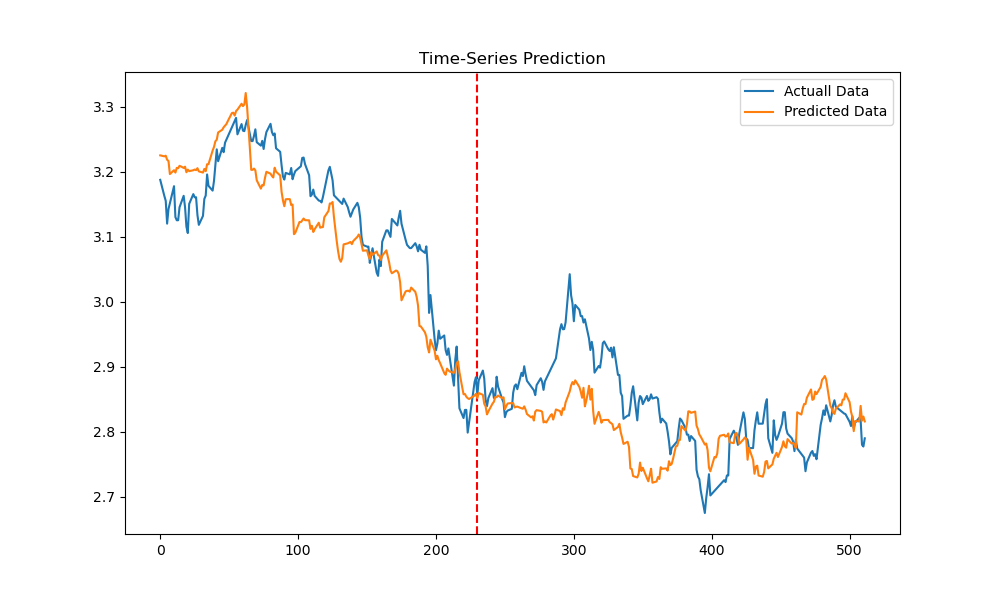 Time-Series Prediction
Actuall Data
Predicted Data
3.3
3.2
3.1
3.0
2.9
2.8
2.7
0 100 200 300 400 500